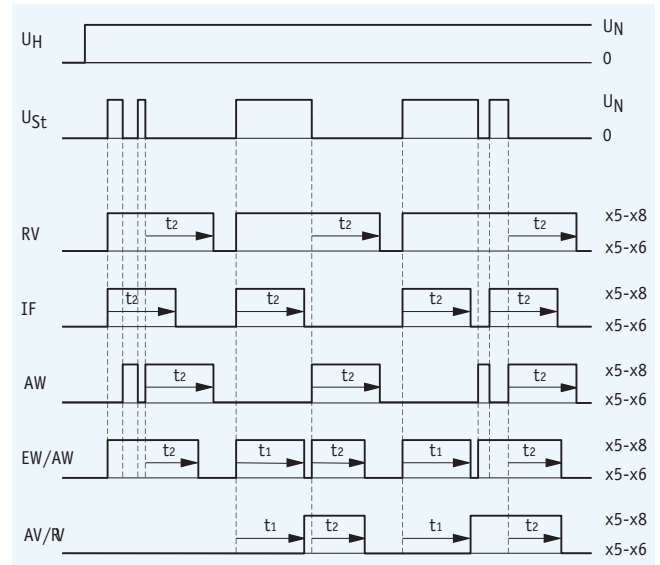 UH UN
0
USt UN
0
RV t2 t2 t2 x5-x8
x5-x6
IF t2 t2 t2 t2 x5-x8
x5-x6
AW t2 t2 t2 x5-x8
x5-x6
EW/AW t2 t1 t2 t1 t2 x5-x8
x5-x6
AV/RV t1 t2 t1 t2 x5-x8
x5-x6